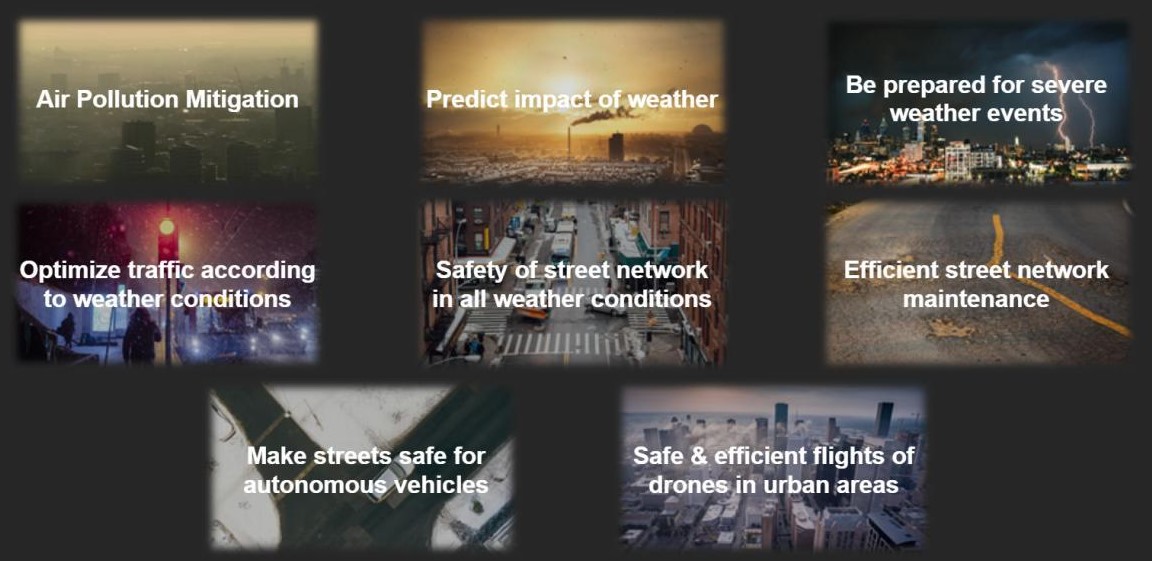 Air Pollution Mitigation
Predict impact of weather
Be prepared for severe
weather events
Optimize traffic according
to weather conditions
Safety of street network
in all weather conditions
Efficient street network
maintenance
Make streets safe for
autonomous vehicles
Safe & efficient flights of
drones in urban areas